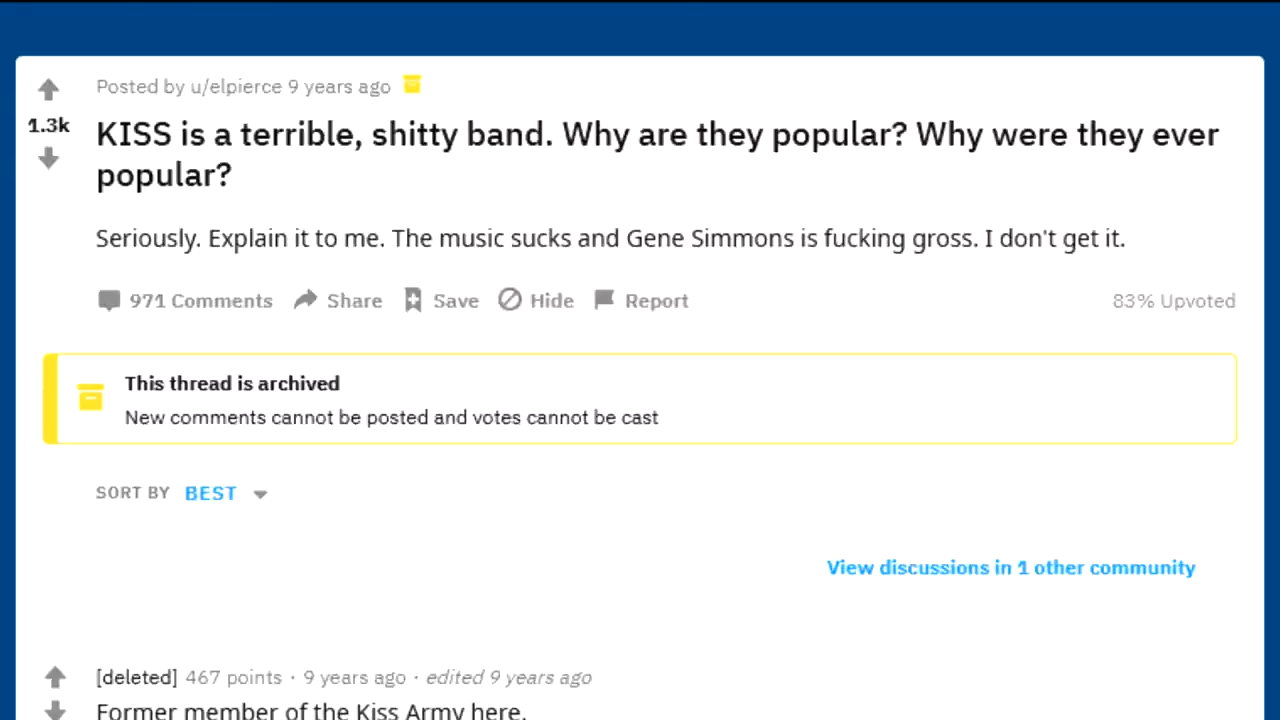 Posted by u/elpierce 9 years ago
1.3k
KISS is a terrible, shitty band. Why are they popular? Why were they ever
popular?
Seriously. Explain it to me. The music sucks and Gene Simmons is fucking gross. I don't get it.
971 Comments Share Save Hide Report 83% Upvoted
This thread is archived
New comments cannot be posted and votes cannot be cast
SORT BY BEST
View discussions in 1 other community
[deleted] 467 points · 9 years ago · edited 9 years ago
Former member of the Kiss Army here.